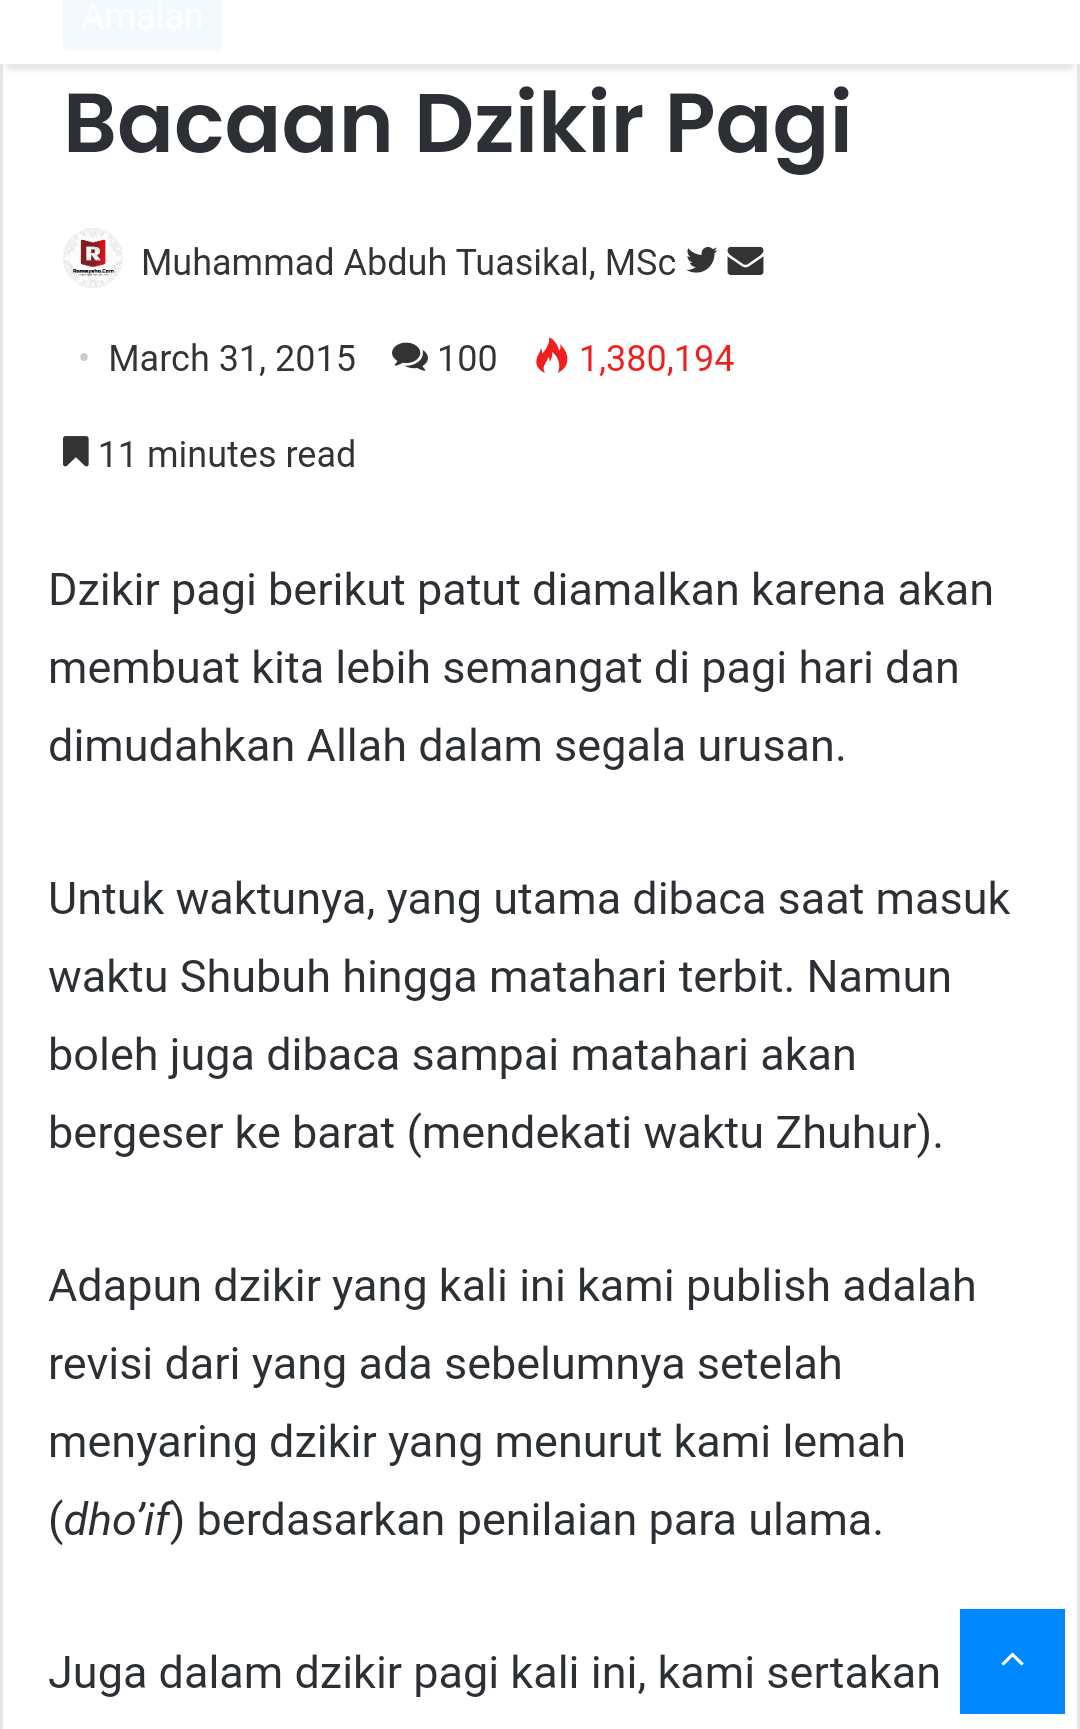 Amalan
Bacaan Dzikir Pagi
R
Rumaysho.Com
Muhammad Abduh Tuasikal, MSc
March 31, 2015 100 1,380,194
11 minutes read
Dzikir pagi berikut patut diamalkan karena akan
membuat kita lebih semangat di pagi hari dan
dimudahkan Allah dalam segala urusan.
Untuk waktunya, yang utama dibaca saat masuk
waktu Shubuh hingga matahari terbit. Namun
boleh juga dibaca sampai matahari akan
bergeser ke barat (mendekati waktu Zhuhur).
Adapun dzikir yang kali ini kami publish adalah
revisi dari yang ada sebelumnya setelah
menyaring dzikir yang menurut kami lemah
(dho’if) berdasarkan penilaian para ulama.
Juga dalam dzikir pagi kali ini, kami sertakan